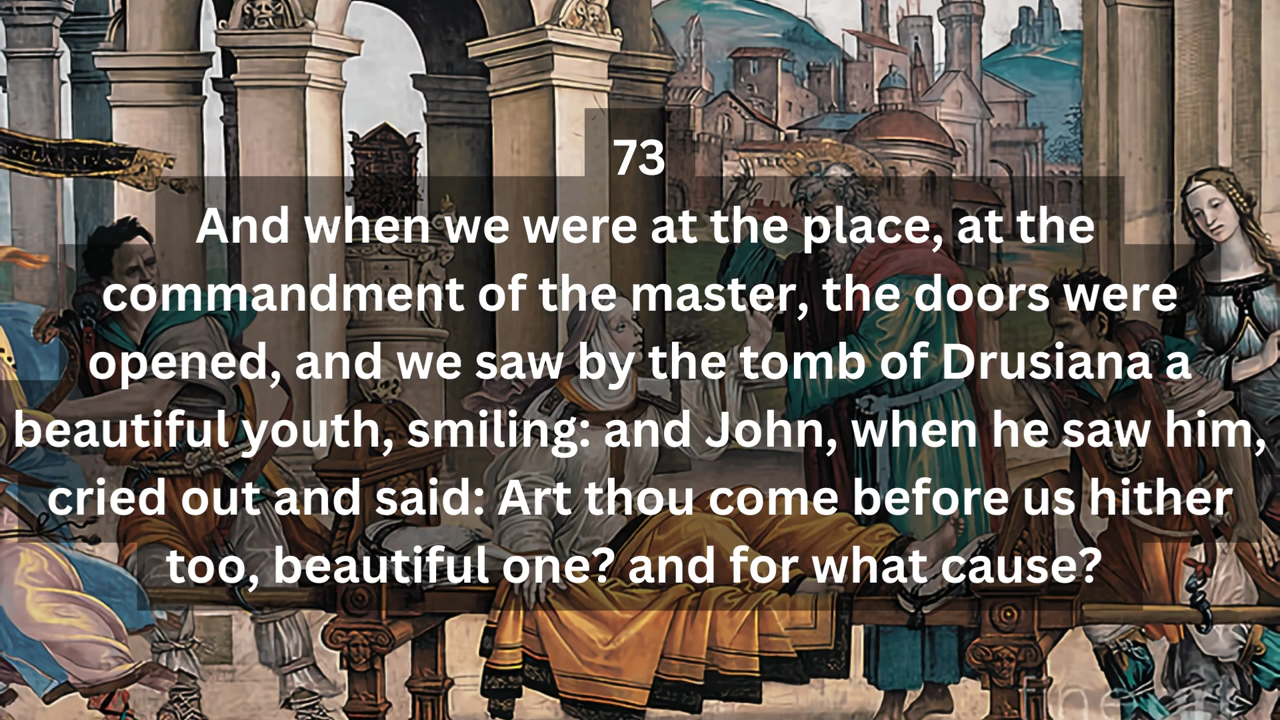 73
And when we were at the place, at the
commandment of the master, the doors were
opened, and we saw by the tomb of Drusiana a
beautiful youth, smiling: and John, when he saw him,
cried out and said: Art thou come before us hither
too, beautiful one? and for what cause?